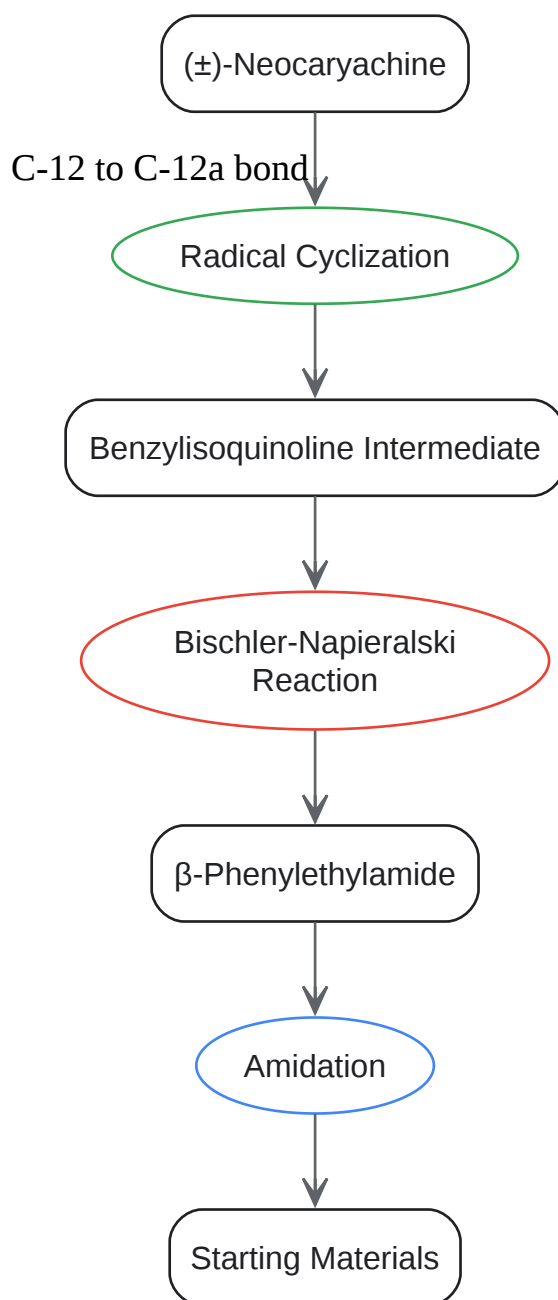 (±)-Neocaryachine
C-12 to C-12a bond
Radical Cyclization
Benzylisoquinoline Intermediate
Bischler-Napieralski
Reaction
β-Phenylethylamide
Amidation
Starting Materials